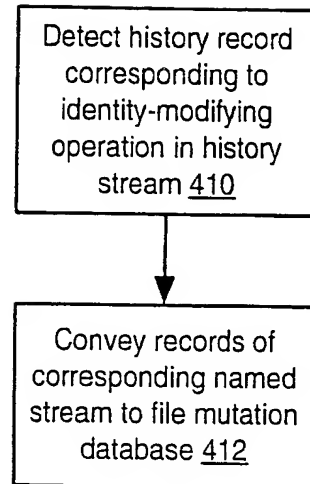 Detect history record
corresponding to
identity-modifying
operation in history
stream 410
Convey records of
corresponding named
stream to file mutation
database 412